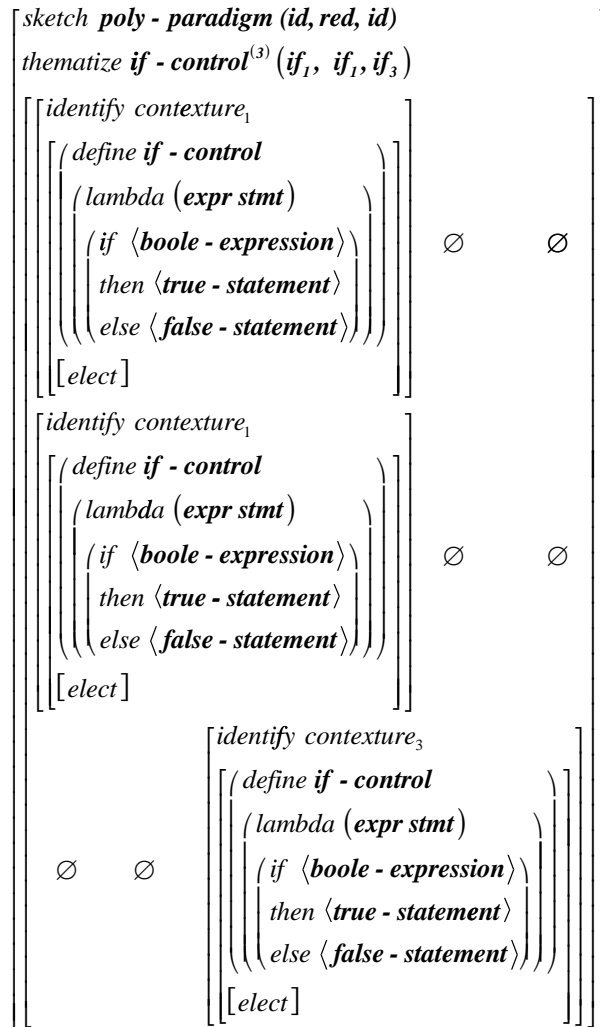 sketch poly - paradigm (id, red, id)
thematize if - control⁽³⁾ (if₁, if₁, if₃)
identify contexture₁
(define if - control
(lambda (expr stmt)
(if ⟨boole - expression⟩) ∅ ∅
then ⟨true - statement⟩
else ⟨false - statement⟩)))
[elect]
identify contexture₁
(define if - control
(lambda (expr stmt)
(if ⟨boole - expression⟩) ∅ ∅
then ⟨true - statement⟩
else ⟨false - statement⟩)))
[elect]
identify contexture₃
(define if - control
(lambda (expr stmt)
∅ ∅ (if ⟨boole - expression⟩)
then ⟨true - statement⟩
else ⟨false - statement⟩)))
[elect]